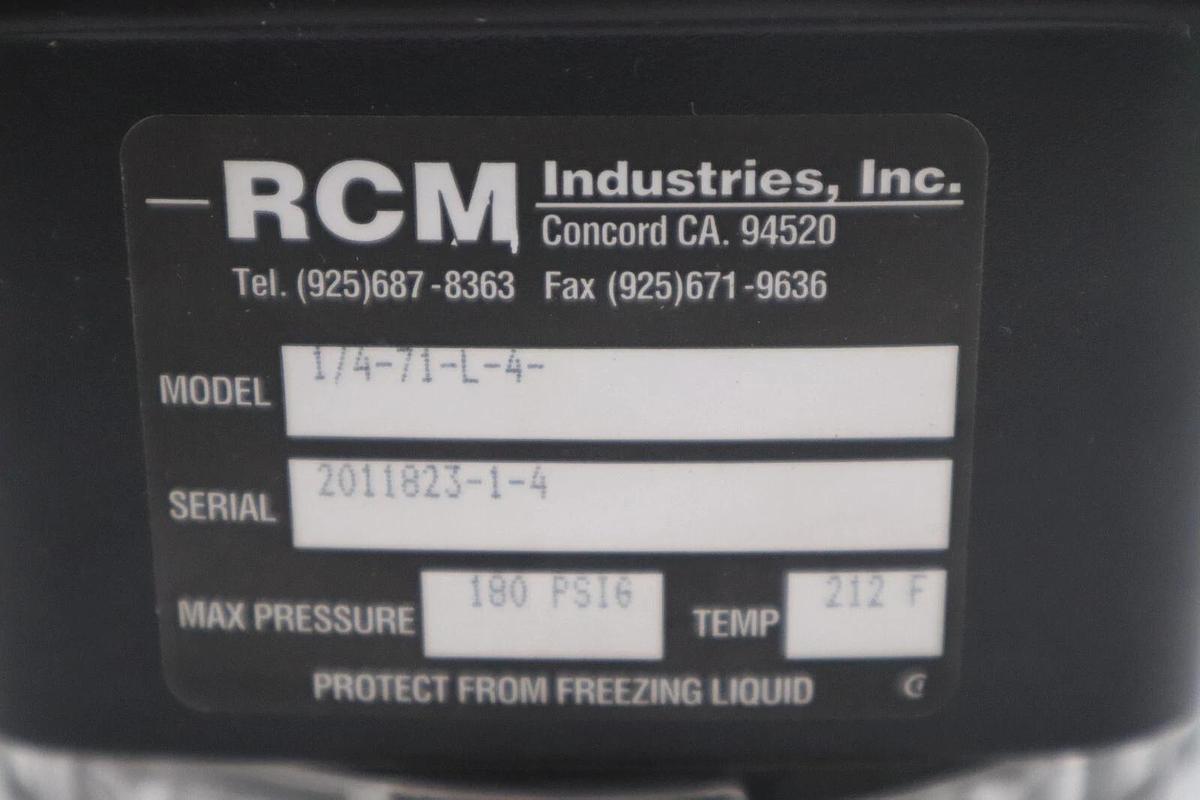 RCM Industries, Inc.
Concord CA. 94520
Tel. (925)687-8363 Fax (925)671-9636
MODEL 1/4-71-L-4-
SERIAL 2011823-1-4
MAX PRESSURE 180 PSIG TEMP 212 F
PROTECT FROM FREEZING LIQUID